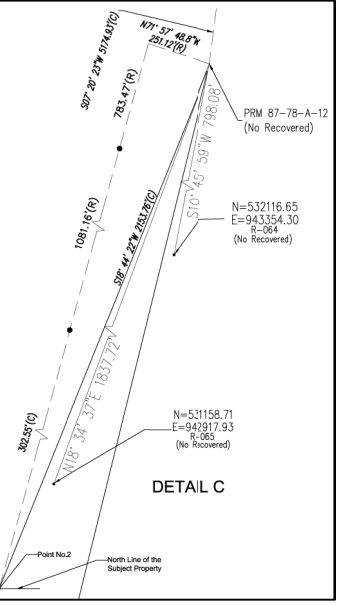 S07° 20' 23"W 5174.93'(C)
N71° 57' 48.8"W
251.12'(R)
783.47'(R)
PRM 87-78-A-12
(No Recovered)
S10° 45' 59"W 798.08'
N=532116.65
E=943354.30
R-064
(No Recovered)
1081.16'(R)
S18° 44' 22"W 2153.76'(C)
N18° 34' 37"E 1837.72'
302.55'(C)
N=531158.71
E=942917.93
R-065
(No Recovered)
DETAIL C
Point No.2
North Line of the
Subject Property